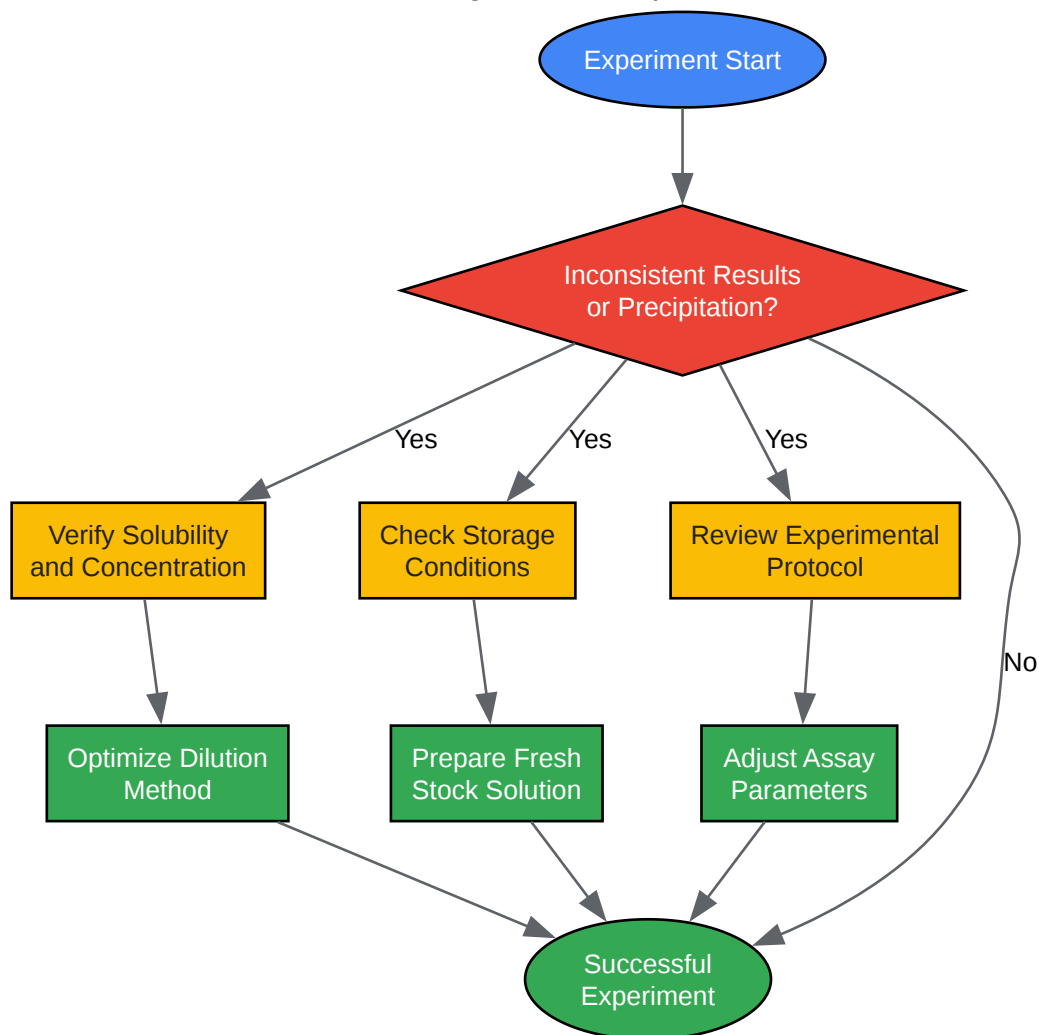 Experiment Start
Inconsistent Results
or Precipitation?
Yes
Yes
Yes
Verify Solubility
and Concentration
Check Storage
Conditions
Review Experimental
Protocol
No
Optimize Dilution
Method
Prepare Fresh
Stock Solution
Adjust Assay
Parameters
Successful
Experiment